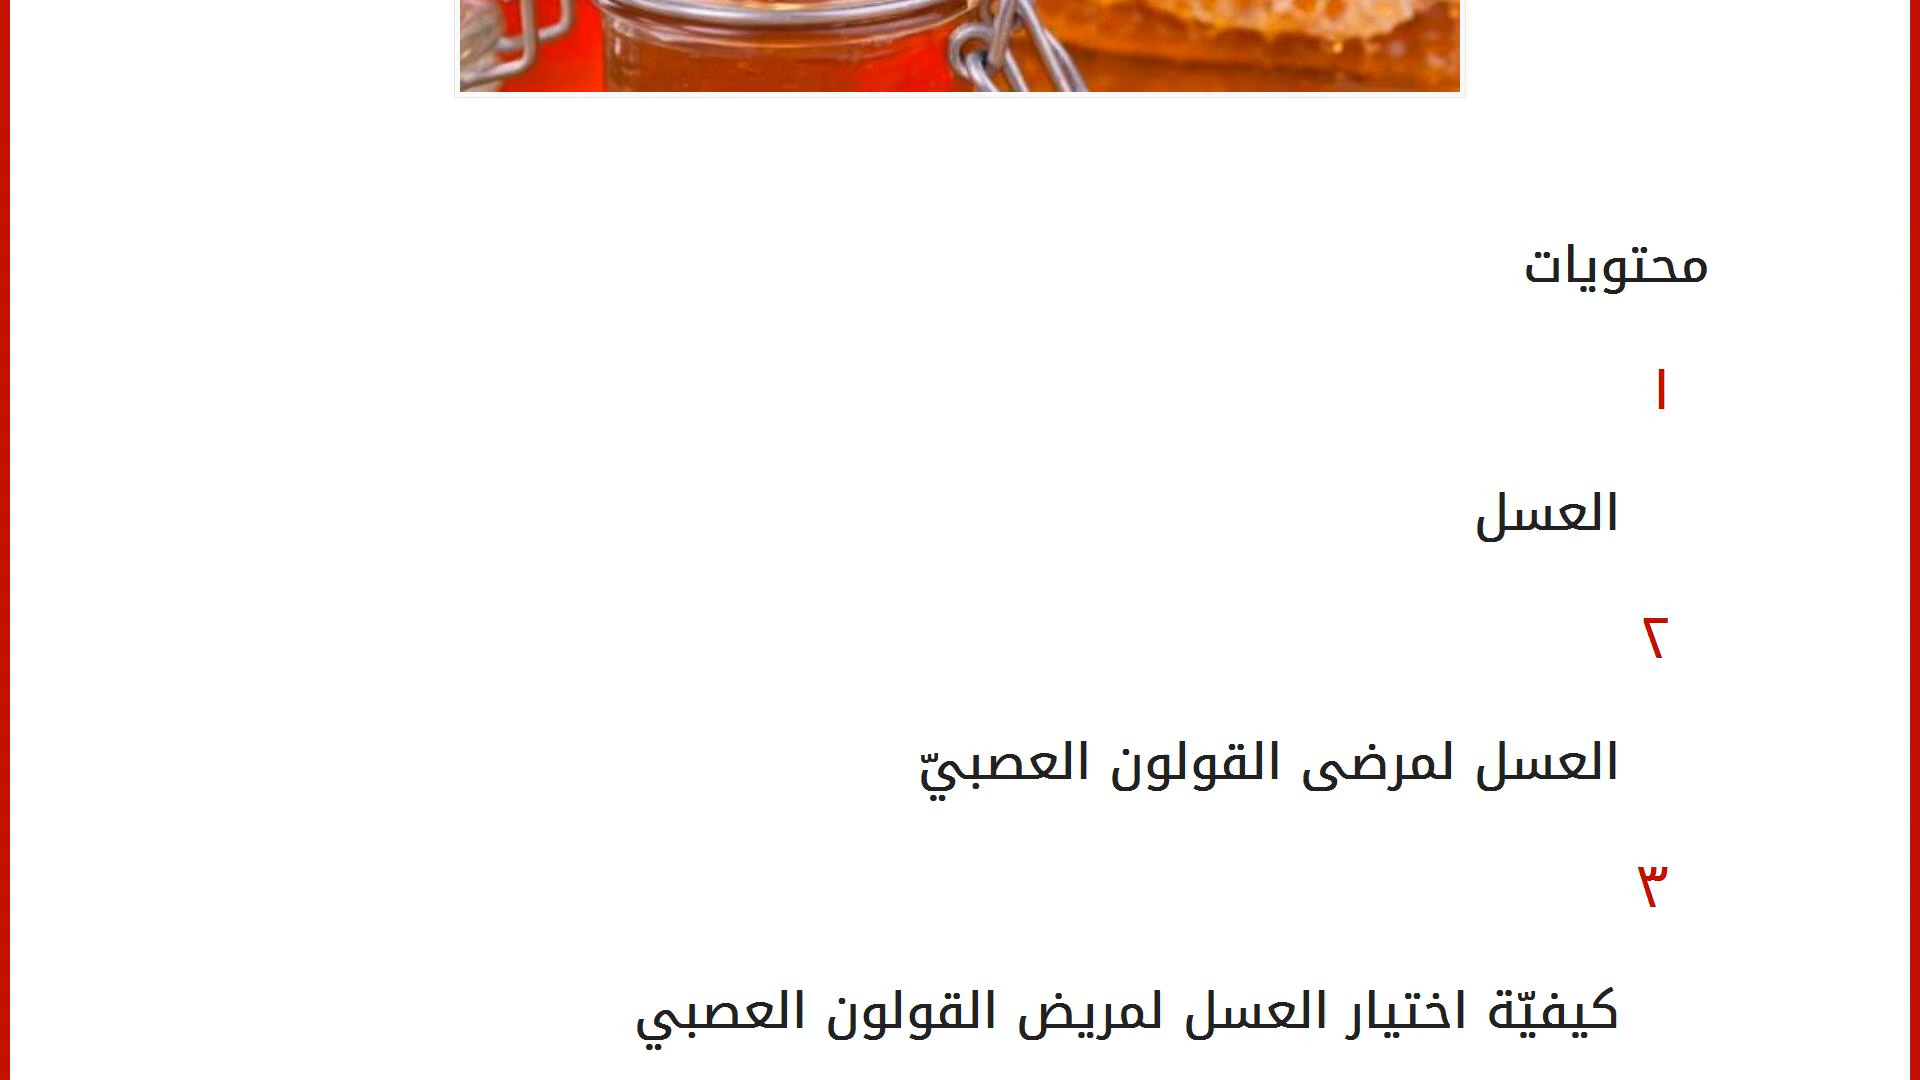 محتويات
١
العسل
٢
العسل لمرضى القولون العصبيّ
٣
كيفيّة اختيار العسل لمريض القولون العصبي